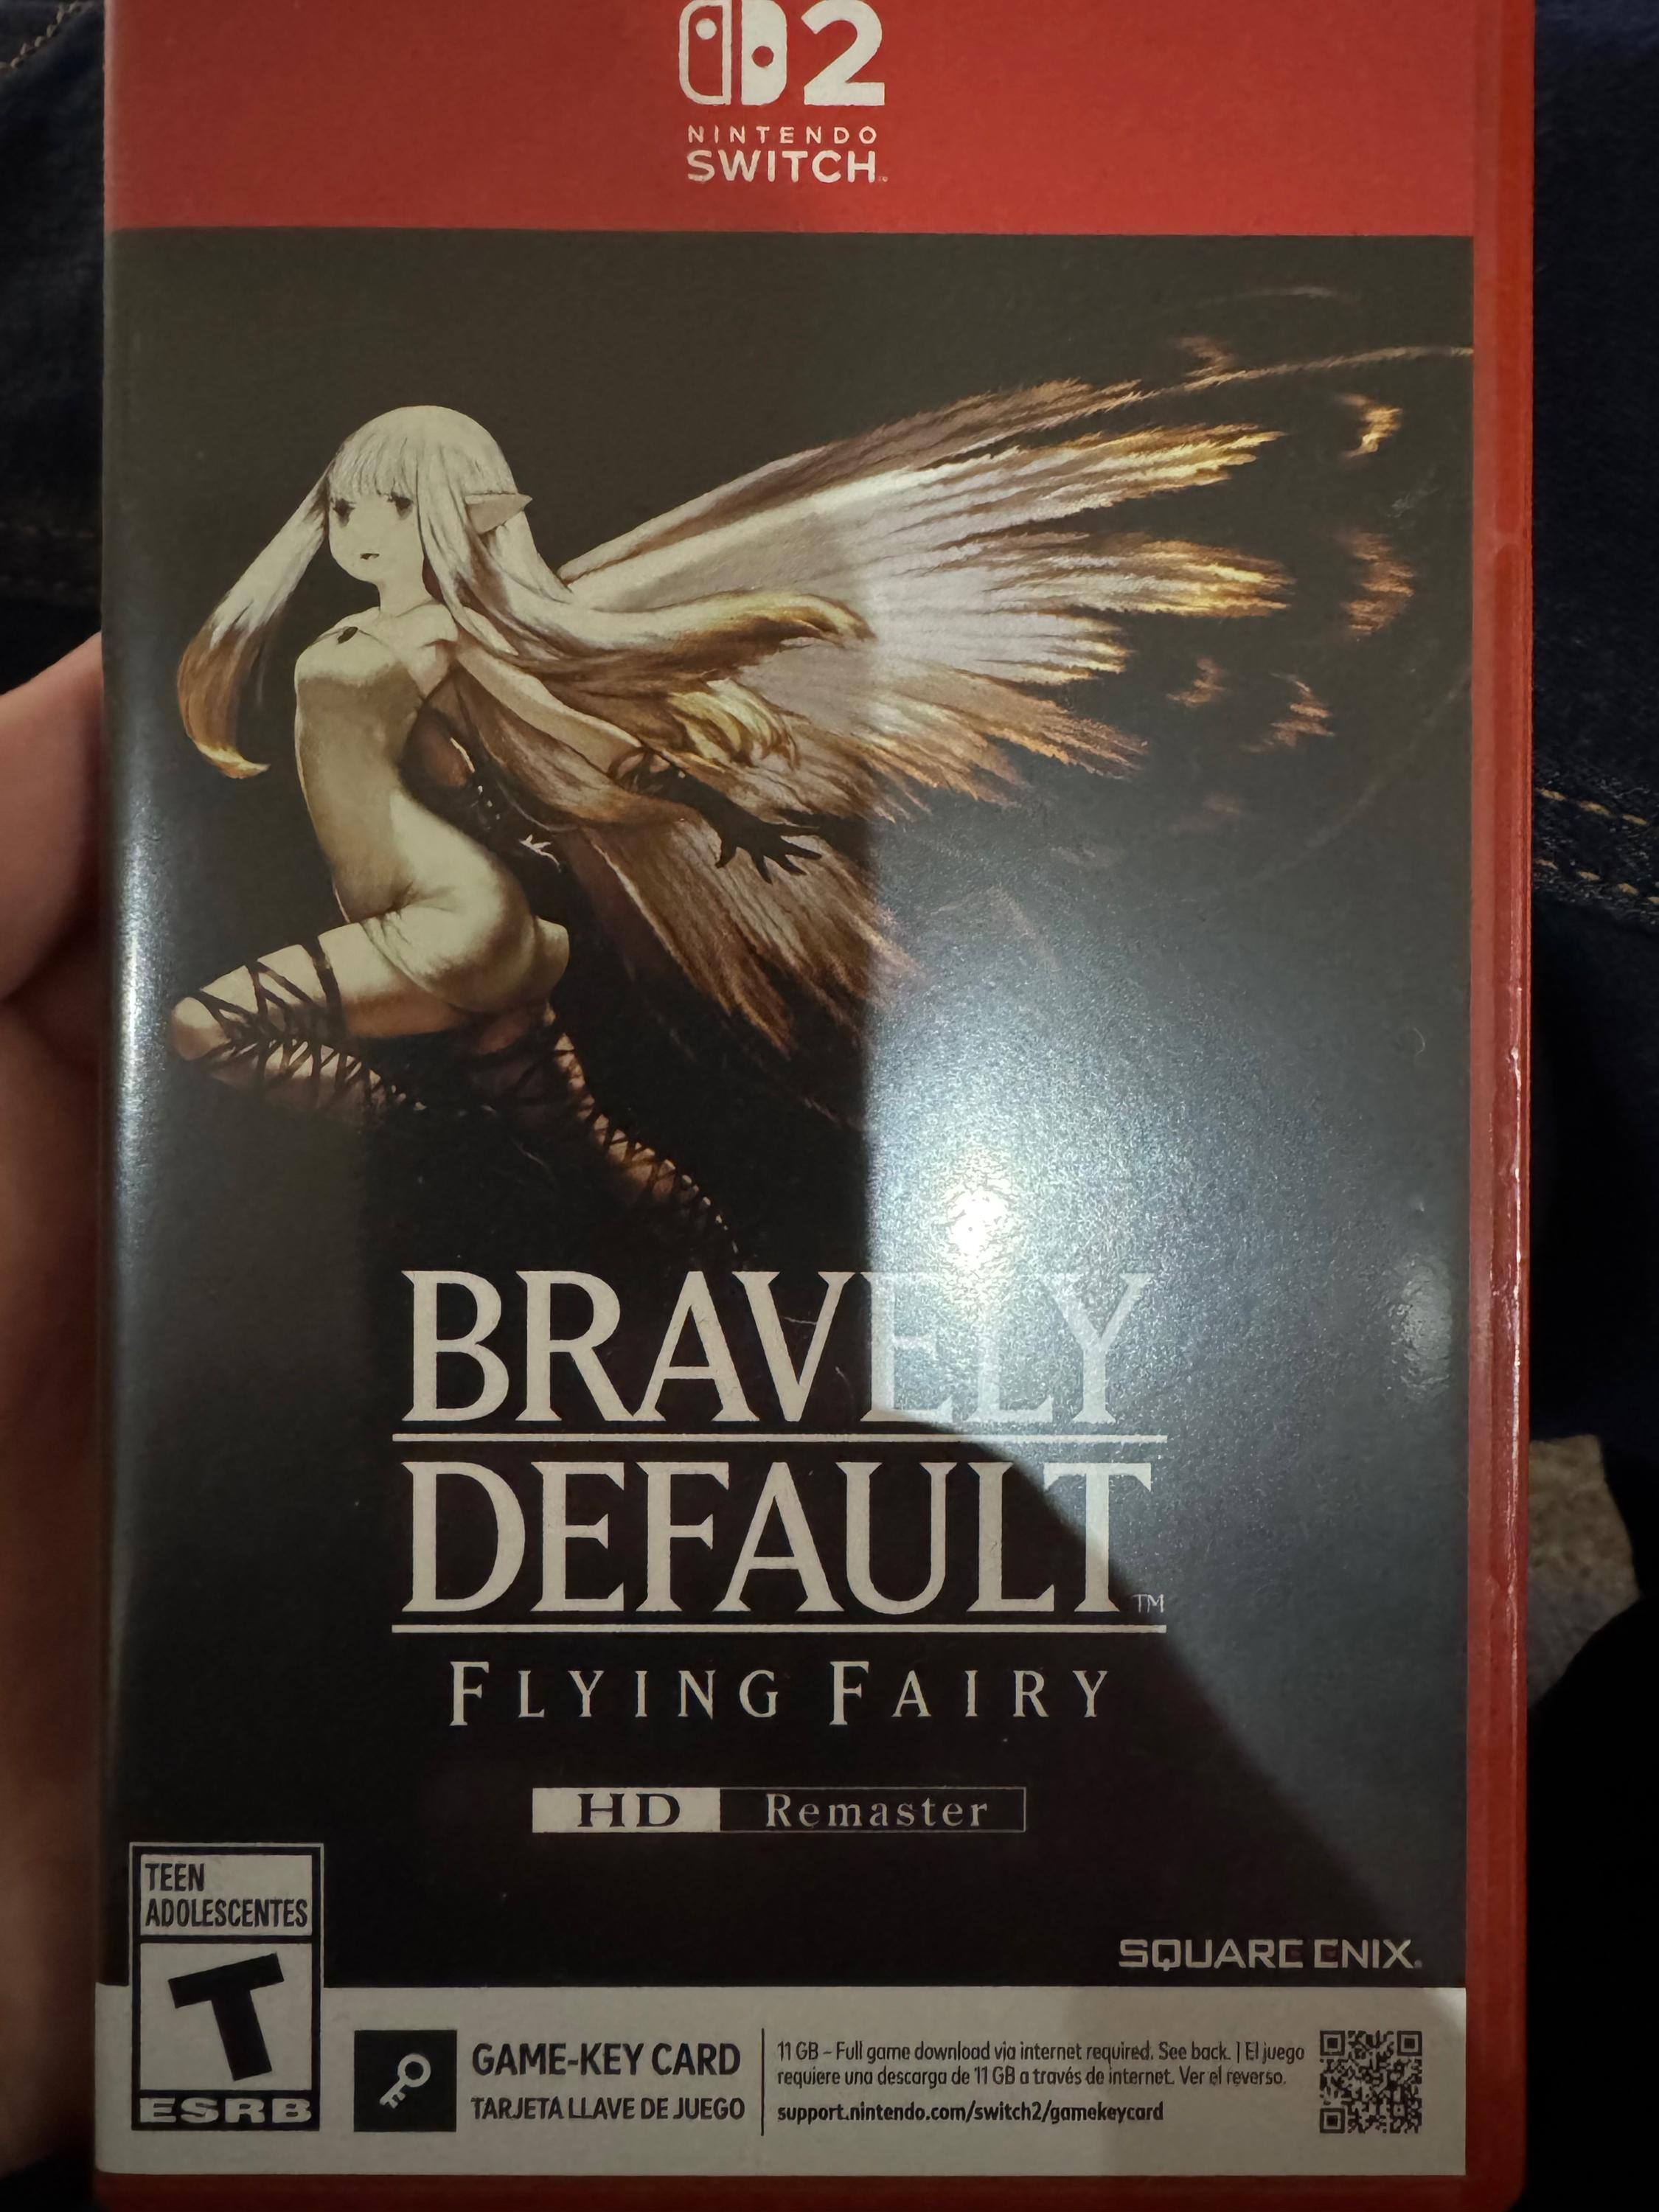 2
NINTENDO
SWITCH™
BRAVELY
DEFAULT™
FLYING FAIRY
HD Remaster
TEEN
ADOLESCENTES
T
ESRB
SQUARE ENIX.
GAME-KEY CARD
TARJETA LLAVE DE JUEGO
11 GB – Full game download via internet required. See back. | El juego
requiere una descarga de 11 GB a través de internet. Ver el reverso.
support.nintendo.com/switch2/gamekeycard